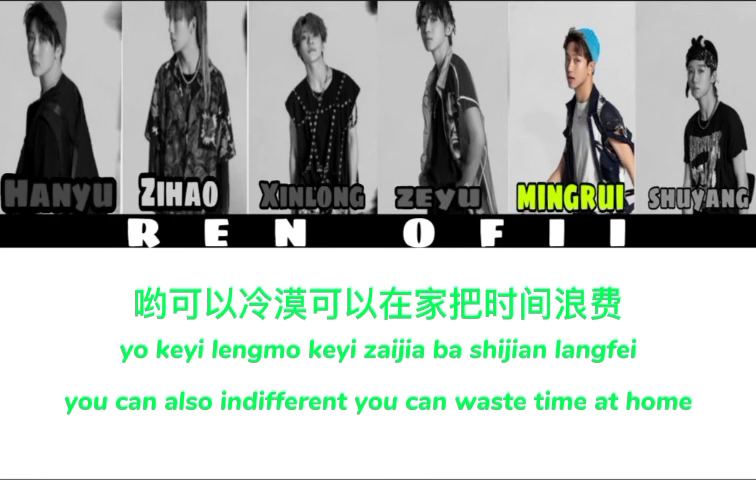 HANYU ZIHAO XINLONG ZEYU MINGRUI SHUYANG
REN OFII
哟可以冷漠可以在家把时间浪费
yo keyi lengmo keyi zaijia ba shijian langfei
you can also indifferent you can waste time at home